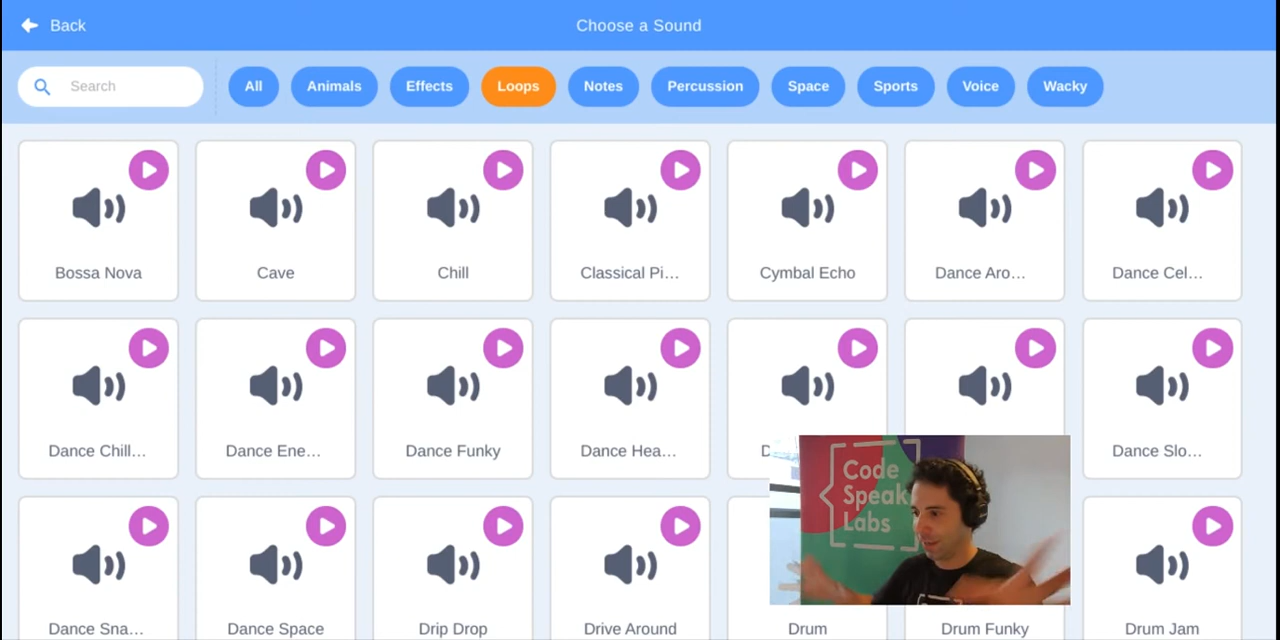 Back
Choose a Sound
Search
All
Animals
Effects
Loops
Notes
Percussion
Space
Sports
Voice
Wacky
Bossa Nova
Cave
Chill
Classical Pi…
Cymbal Echo
Dance Aro…
Dance Cel…
Dance Chill…
Dance Ene…
Dance Funky
Dance Hea…
Dance Slo…
Code
Speak
Labs
Dance Sna…
Dance Space
Drip Drop
Drive Around
Drum
Drum Funky
Drum Jam